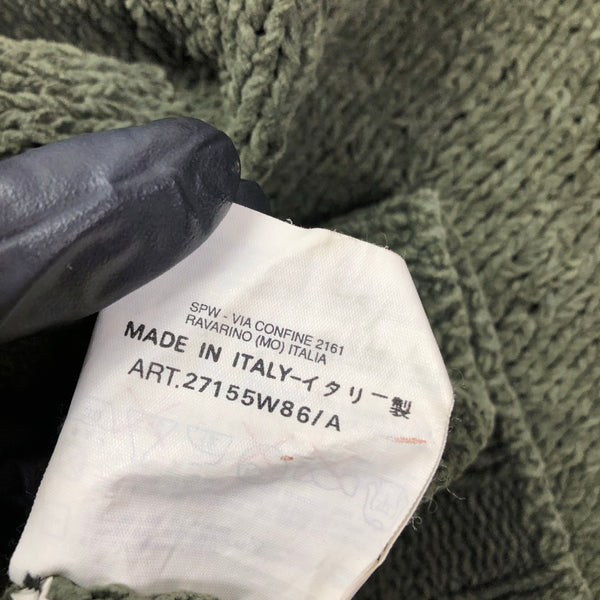 SPW - VIA CONFINE 2161
RAVARINO (MO) ITALIA
MADE IN ITALY-イタリー製
ART.27155W86/A